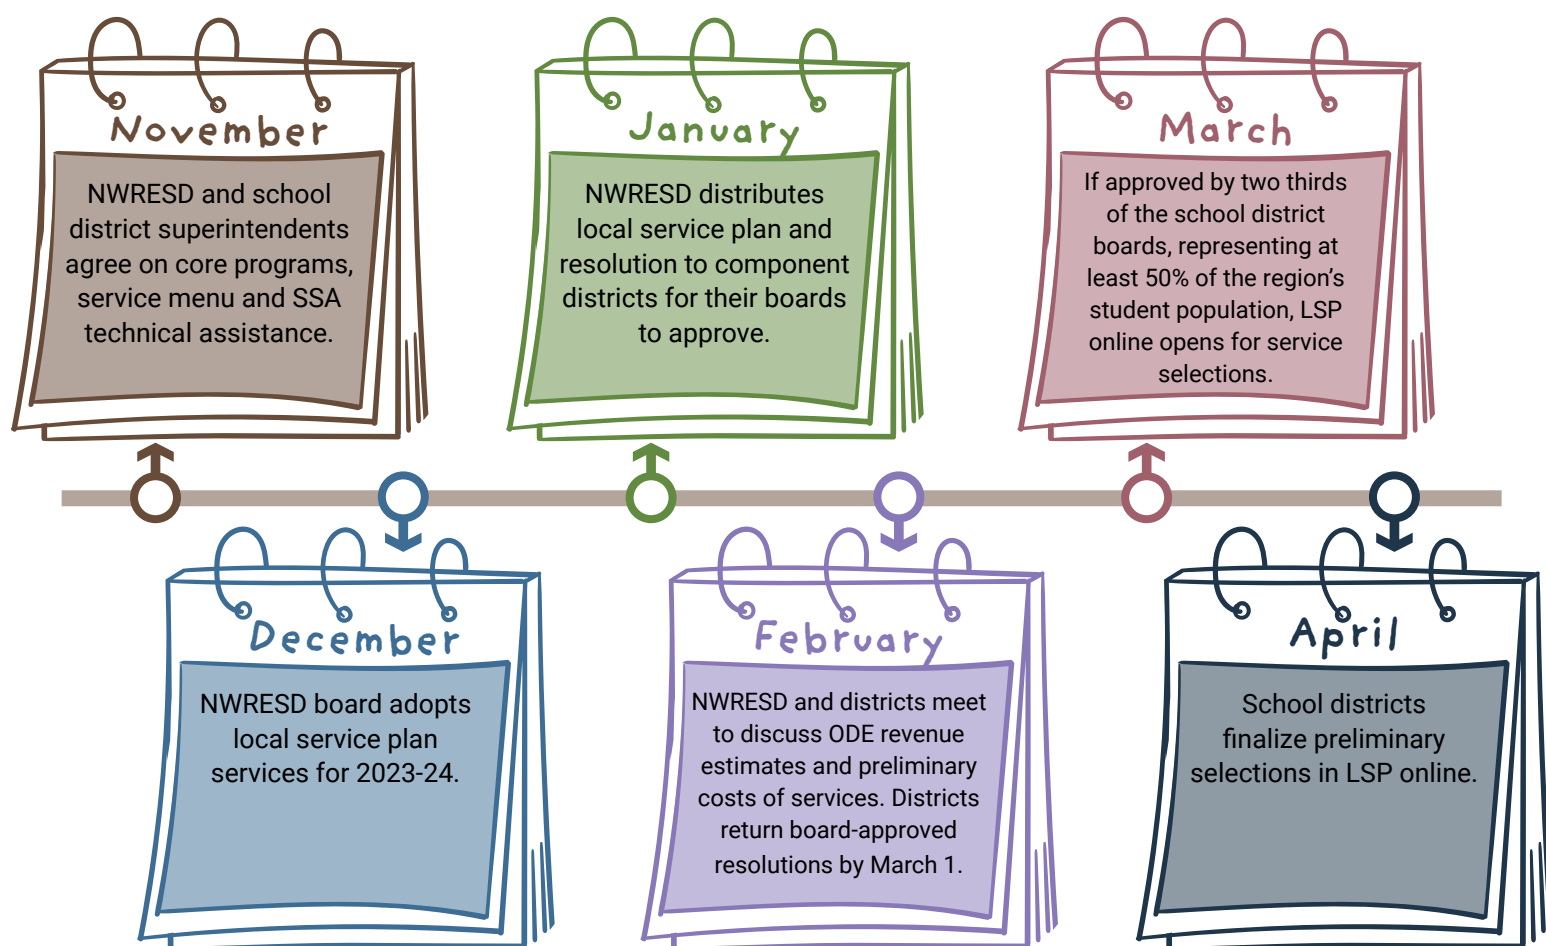 November
NWRESD and school
district superintendents
agree on core programs,
service menu and SSA
technical assistance.
December
NWRESD board adopts
local service plan
services for 2023-24.
January
NWRESD distributes
local service plan and
resolution to component
districts for their boards
to approve.
February
NWRESD and districts meet
to discuss ODE revenue
estimates and preliminary
costs of services. Districts
return board-approved
resolutions by March 1.
March
If approved by two thirds
of the school district
boards, representing at
least 50% of the region's
student population, LSP
online opens for service
selections.
April
School districts
finalize preliminary
selections in LSP online.